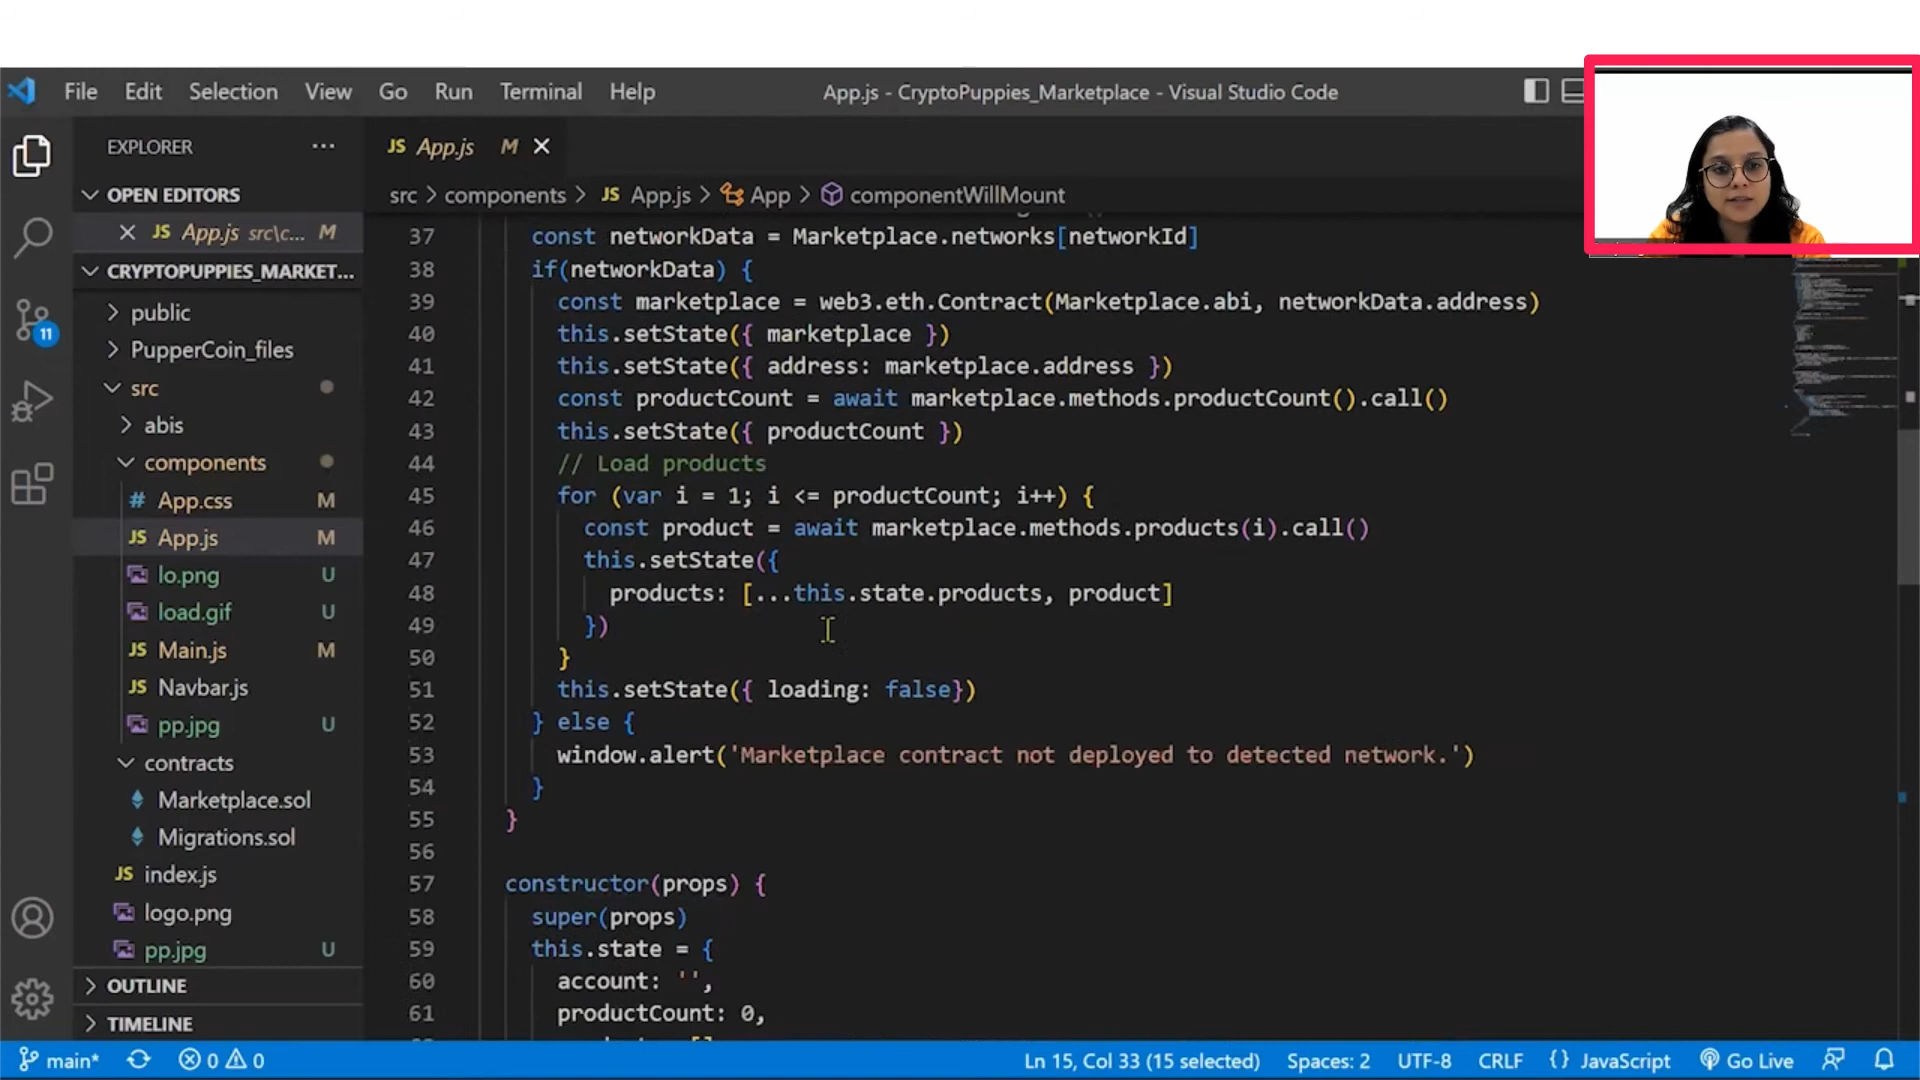 File Edit Selection View Go Run Terminal Help App.js - CryptoPuppies_Marketplace - Visual Studio Code
EXPLORER ...
JS App.js M
OPEN EDITORS
src > components > JS App.js > App > componentWillMount
JS App.js src\c... M
CRYPTOPUPPIES_MARKET...
public
PupperCoin_files
src
abis
components
# App.css M
JS App.js M
lo.png U
load.gif U
JS Main.js M
JS Navbar.js
pp.jpg U
contracts
Marketplace.sol
Migrations.sol
JS index.js
logo.png
pp.jpg U
OUTLINE
TIMELINE
11
37 const networkData = Marketplace.networks[networkId]
38 if(networkData) {
39 const marketplace = web3.eth.Contract(Marketplace.abi, networkData.address)
40 this.setState({ marketplace })
41 this.setState({ address: marketplace.address })
42 const productCount = await marketplace.methods.productCount().call()
43 this.setState({ productCount })
44 // Load products
45 for (var i = 1; i <= productCount; i++) {
46 const product = await marketplace.methods.products(i).call()
47 this.setState({
48 products: [...this.state.products, product]
49 })
50 }
51 this.setState({ loading: false})
52 } else {
53 window.alert('Marketplace contract not deployed to detected network.')
54 }
55 }
56
57 constructor(props) {
58 super(props)
59 this.state = {
60 account: '',
61 productCount: 0,
main* 0 0 Ln 15, Col 33 (15 selected) Spaces: 2 UTF-8 CRLF {} JavaScript Go Live